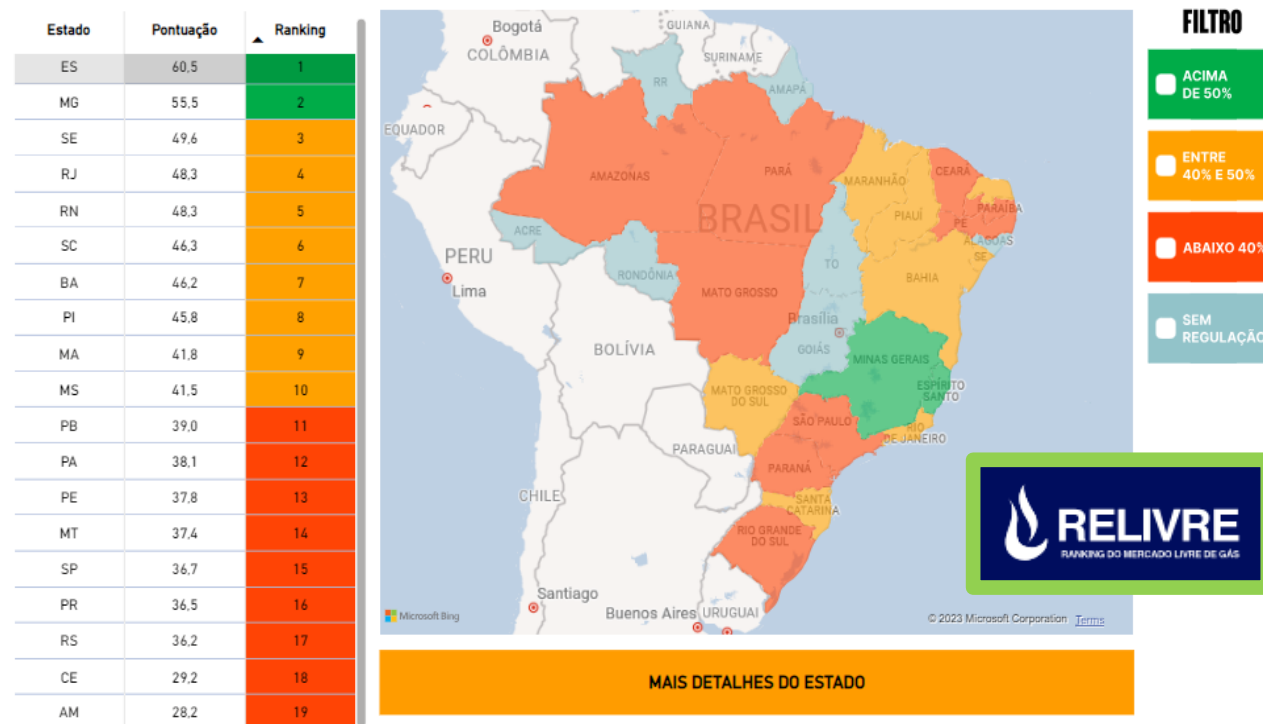 Estado Pontuação Ranking
ES 60,5 1
MG 55,5 2
SE 49,6 3
RJ 48,3 4
RN 48,3 5
SC 46,3 6
BA 46,2 7
PI 45,8 8
MA 41,8 9
MS 41,5 10
PB 39,0 11
PA 38,1 12
PE 37,8 13
MT 37,4 14
SP 36,7 15
PR 36,5 16
RS 36,2 17
CE 29,2 18
AM 28,2 19
Bogotá
COLÔMBIA
GUIANA
SURINAME
RR
AMAPÁ
EQUADOR
AMAZONAS
PARÁ
MARANHÃO
CEARÁ
BRASIL
PIAUÍ
PARAÍBA
PE
ACRE
ALAGOAS
SE
PERU
Lima
RONDÔNIA
TO
BAHIA
MATO GROSSO
Brasília
BOLÍVIA
GOIÁS
MINAS GERAIS
ESPÍRITO
SANTO
MATO GROSSO
DO SUL
SÃO PAULO
RIO
DE JANEIRO
PARAGUAI
PARANÁ
CHILE
SANTA
CATARINA
RIO GRANDE
DO SUL
Santiago
Buenos Aires
URUGUAI
Microsoft Bing
© 2023 Microsoft Corporation Terms
MAIS DETALHES DO ESTADO
FILTRO
ACIMA
DE 50%
ENTRE
40% E 50%
ABAIXO 40%
SEM
REGULAÇÃO
RELIVRE
RANKING DO MERCADO LIVRE DE GÁS